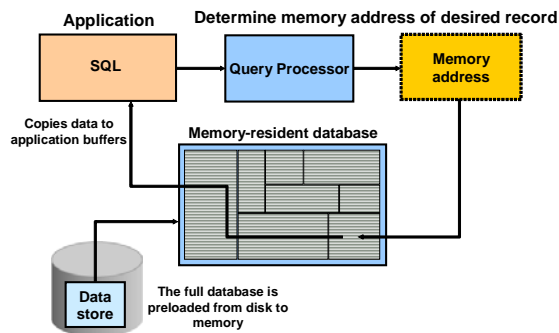 Application
Determine memory address of desired record
SQL
Query Processor
Memory
address
Copies data to
application buffers
Memory-resident database
Data
store
The full database is
preloaded from disk to
memory